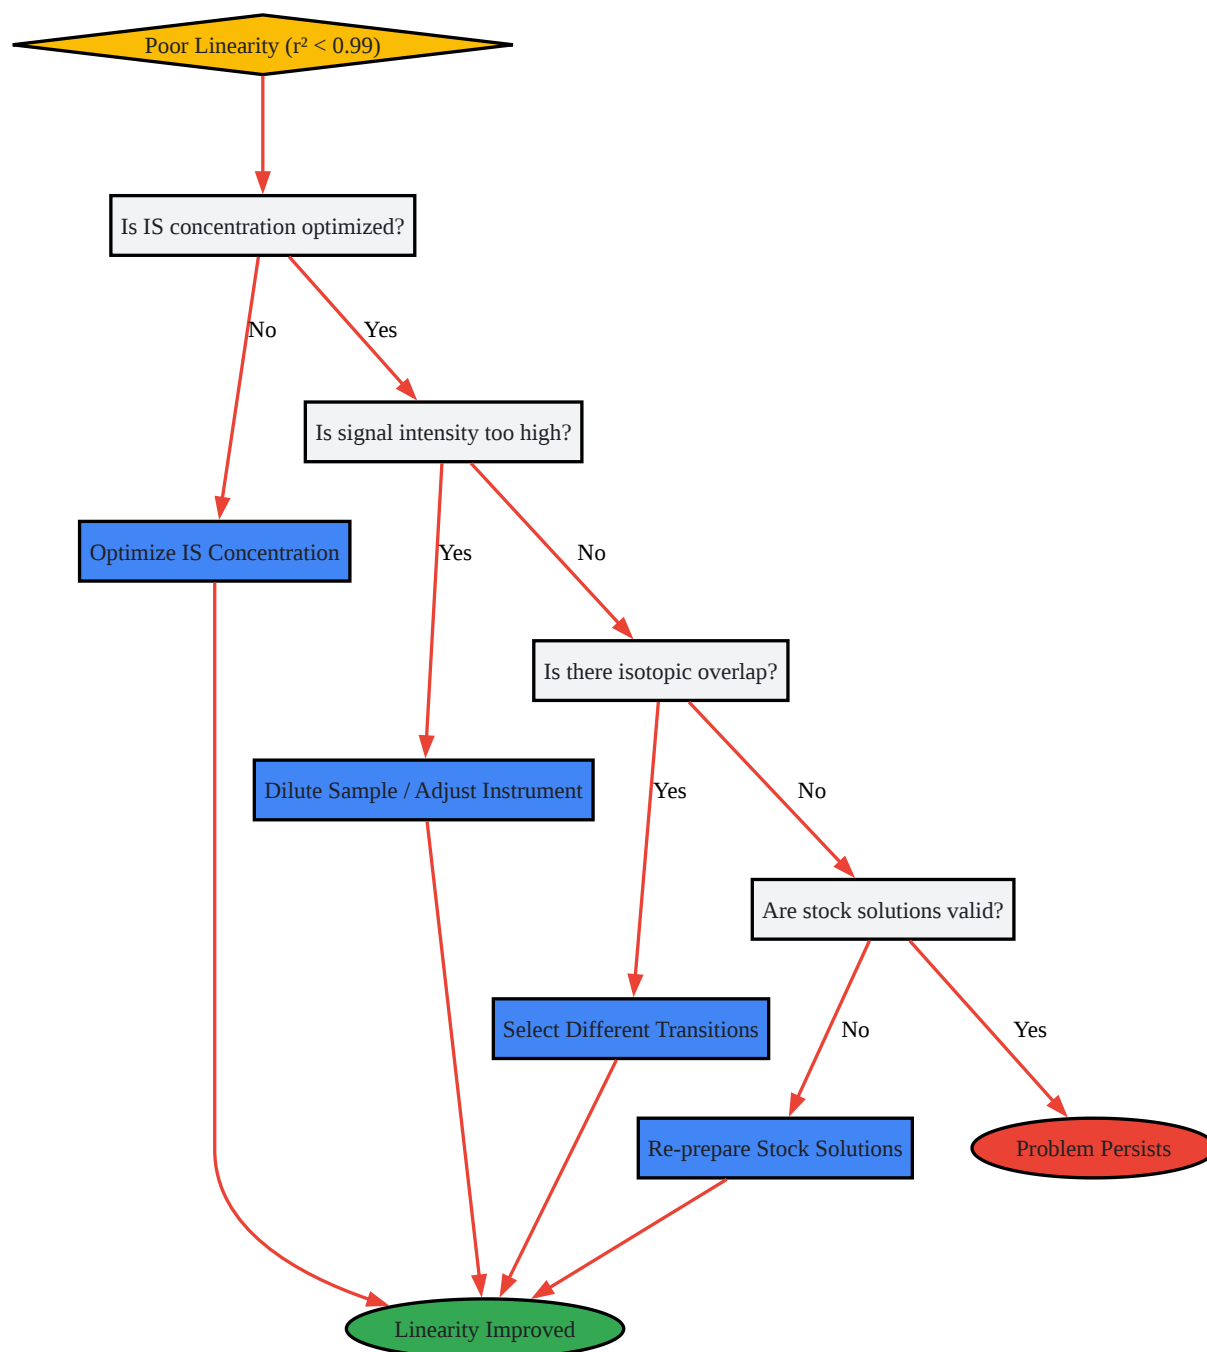 Poor Linearity (r² < 0.99)
Is IS concentration optimized?
No
Yes
Is signal intensity too high?
Optimize IS Concentration
Yes
No
Is there isotopic overlap?
Dilute Sample / Adjust Instrument
Yes
No
Are stock solutions valid?
Select Different Transitions
No
Yes
Re-prepare Stock Solutions
Problem Persists
Linearity Improved